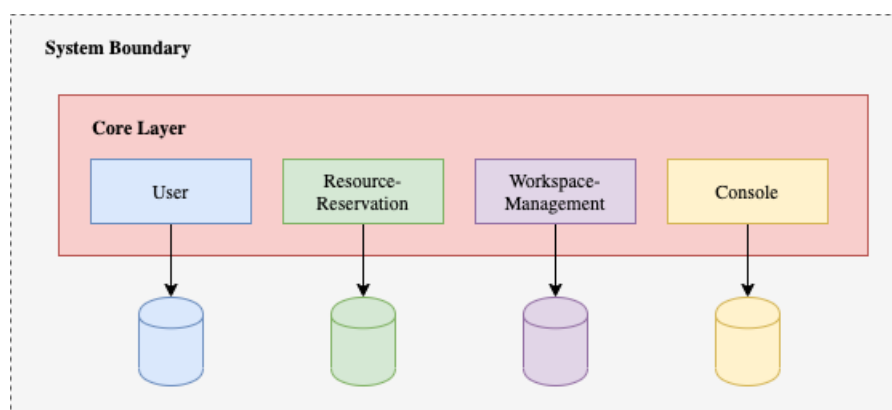 System Boundary
Core Layer
User
Resource-
Reservation
Workspace-
Management
Console